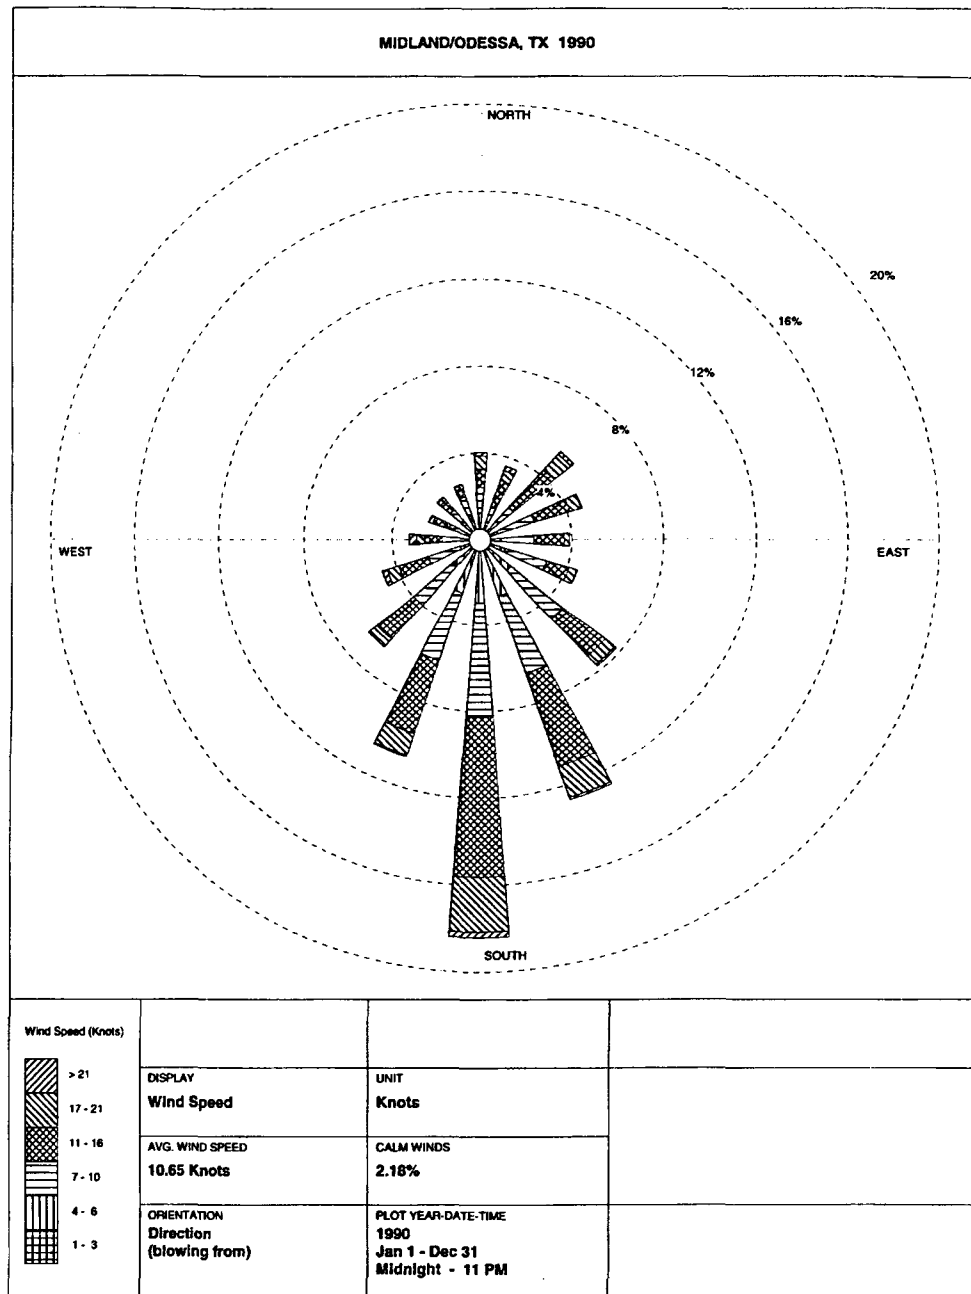 MIDLAND/ODESSA, TX 1990
NORTH
20%
16%
12%
8%
4%
WEST
EAST
SOUTH
Wind Speed (Knots)
> 21
17 - 21
11 - 16
7 - 10
4 - 6
1 - 3
DISPLAY
Wind Speed
UNIT
Knots
AVG. WIND SPEED
10.65 Knots
CALM WINDS
2.18%
ORIENTATION
Direction
(blowing from)
PLOT YEAR-DATE-TIME
1990
Jan 1 - Dec 31
Midnight - 11 PM